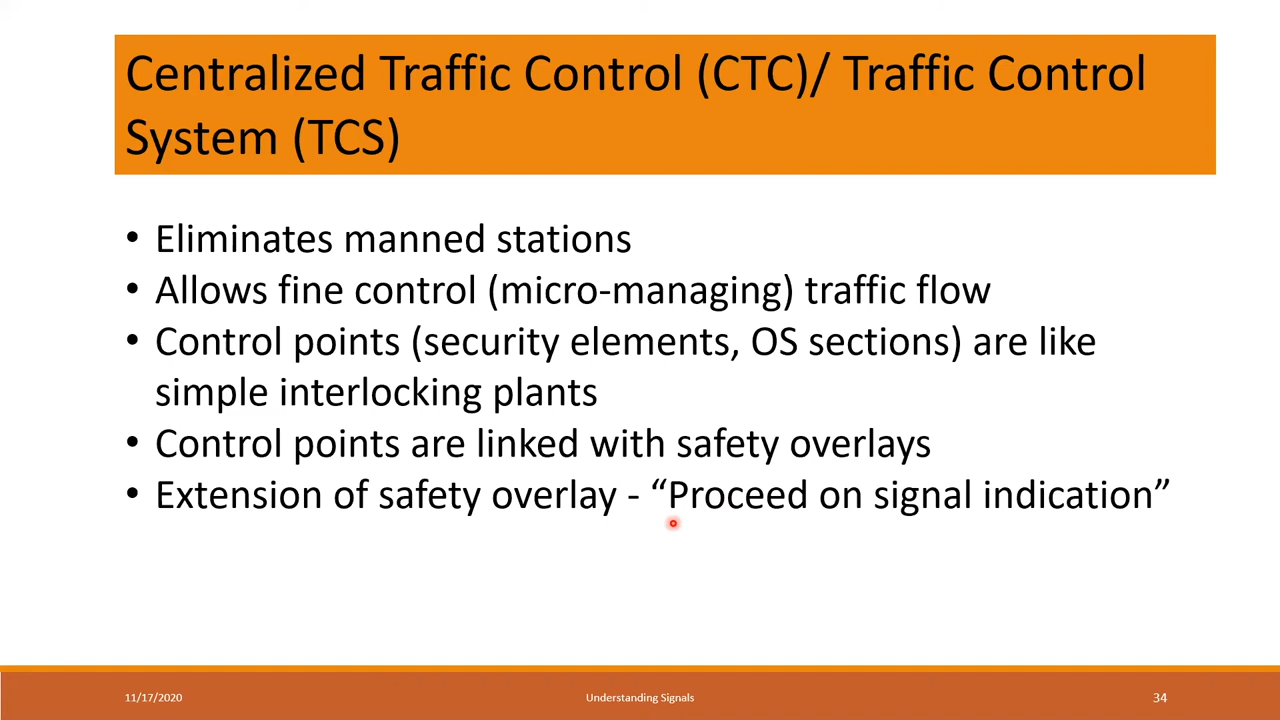 Centralized Traffic Control (CTC)/ Traffic Control
System (TCS)
• Eliminates manned stations
• Allows fine control (micro-managing) traffic flow
• Control points (security elements, OS sections) are like
simple interlocking plants
• Control points are linked with safety overlays
• Extension of safety overlay - “Proceed on signal indication”
11/17/2020
Understanding Signals
34